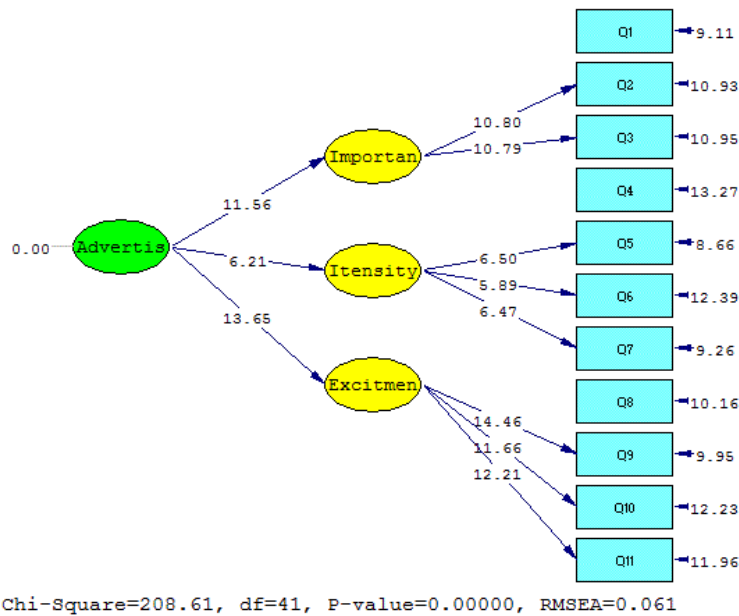 Q1
9.11
Q2
10.93
10.80
Q3
10.95
Importan
10.79
Q4
13.27
11.56
Q5
8.66
0.00
Advertis
6.21
6.50
Itensity
5.89
Q6
12.39
6.47
13.65
Q7
9.26
Excitmen
Q8
10.16
14.46
11.66
Q9
9.95
12.21
Q10
12.23
Q11
11.96
Chi-Square=208.61, df=41, P-value=0.00000, RMSEA=0.061